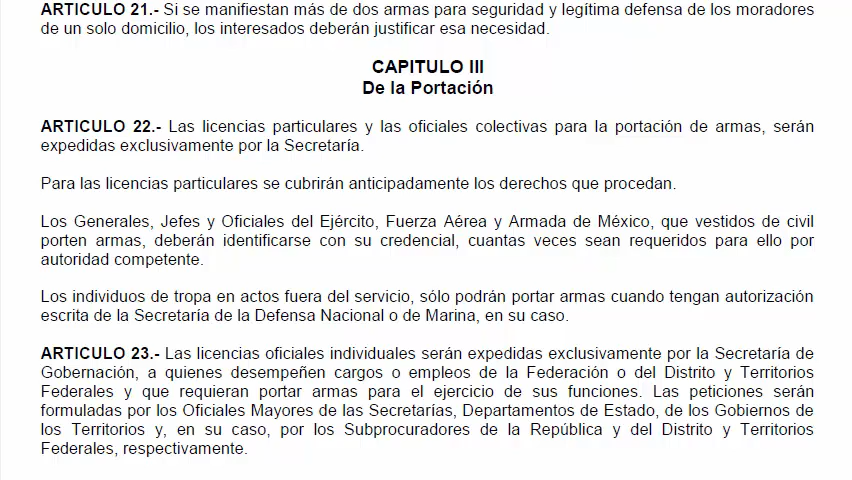 ARTICULO 21.- Si se manifiestan más de dos armas para seguridad y legítima defensa de los moradores
de un solo domicilio, los interesados deberán justificar esa necesidad.
CAPITULO III
De la Portación
ARTICULO 22.- Las licencias particulares y las oficiales colectivas para la portación de armas, serán
expedidas exclusivamente por la Secretaría.
Para las licencias particulares se cubrirán anticipadamente los derechos que procedan.
Los Generales, Jefes y Oficiales del Ejército, Fuerza Aérea y Armada de México, que vestidos de civil
porten armas, deberán identificarse con su credencial, cuantas veces sean requeridos para ello por
autoridad competente.
Los individuos de tropa en actos fuera del servicio, sólo podrán portar armas cuando tengan autorización
escrita de la Secretaría de la Defensa Nacional o de Marina, en su caso.
ARTICULO 23.- Las licencias oficiales individuales serán expedidas exclusivamente por la Secretaría de
Gobernación, a quienes desempeñen cargos o empleos de la Federación o del Distrito y Territorios
Federales y que requieran portar armas para el ejercicio de sus funciones. Las peticiones serán
formuladas por los Oficiales Mayores de las Secretarías, Departamentos de Estado, de los Gobiernos de
los Territorios y, en su caso, por los Subprocuradores de la República y del Distrito y Territorios
Federales, respectivamente.